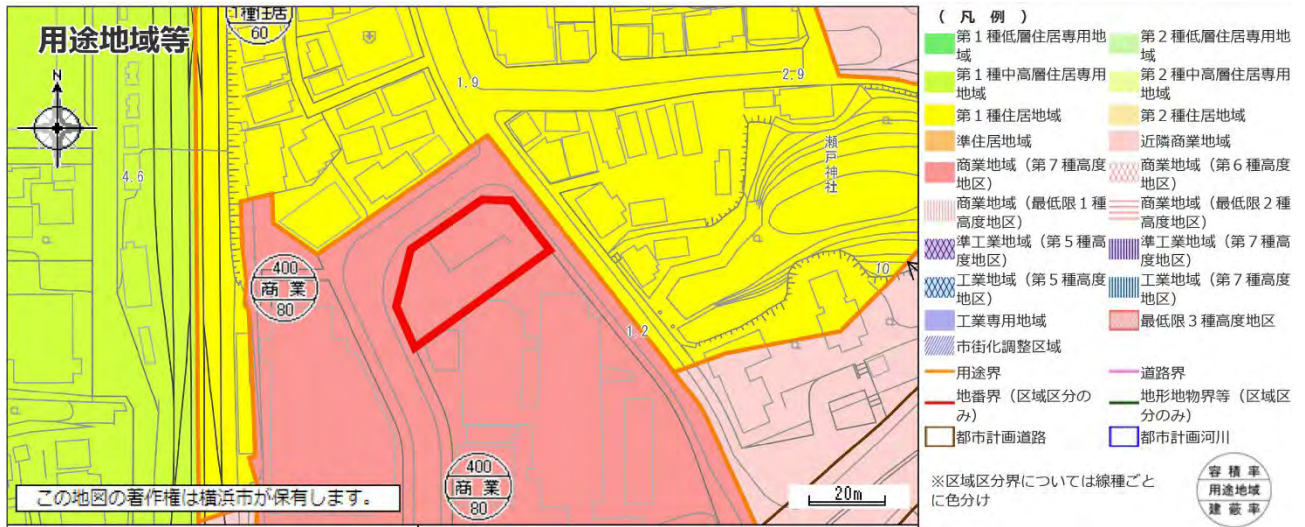 用途地域等
N
1種住居
60
1.9
2.9
4.6
瀬戸神社
10
1.2
400
商業
80
400
商業
80
20m
この地図の著作権は横浜市が保有します。
(凡例)
第1種低層住居専用地域
第2種低層住居専用地域
第1種中高層住居専用地域
第2種中高層住居専用地域
第1種住居地域
第2種住居地域
準住居地域
近隣商業地域
商業地域(第7種高度地区)
商業地域(第6種高度地区)
商業地域(最低限1種高度地区)
商業地域(最低限2種高度地区)
準工業地域(第5種高度地区)
準工業地域(第7種高度地区)
工業地域(第5種高度地区)
工業地域(第7種高度地区)
工業専用地域
最低限3種高度地区
市街化調整区域
用途界
道路界
地番界(区域区分のみ)
地形地物界等(区域区分のみ)
都市計画道路
都市計画河川
※区域区分界については線種ごとに色分け
容積率
用途地域
建蔽率